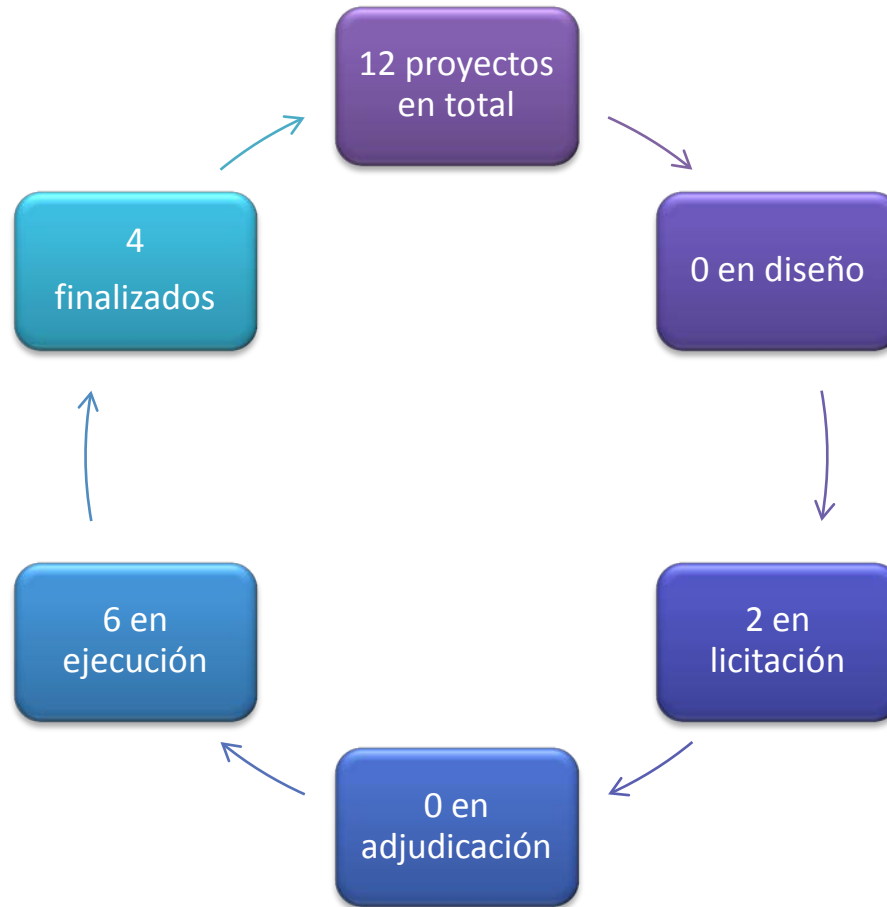 12 proyectos
en total
0 en diseño
2 en
licitación
0 en
adjudicación
6 en
ejecución
4
finalizados